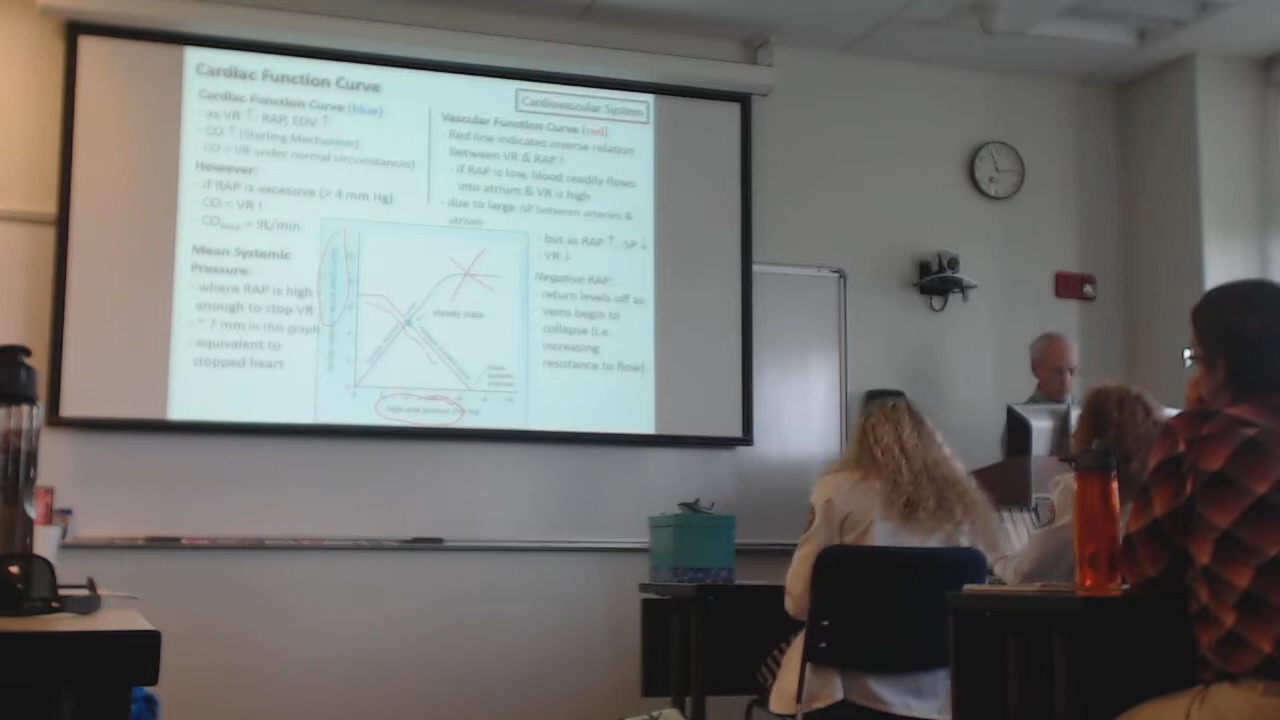 Cardiac Function Curve
Cardiovascular System
Cardiac Function Curve (blue)
- as VR ↑, RAP, EDV ↑
- CO ↑ (Starling Mechanism)
CO = VR under normal circumstances)
However:
- if RAP is excessive (> 4 mm Hg)
- CO < VR !
- COmax = 9L/min
Mean Systemic
Pressure:
- where RAP is high
enough to stop VR
- ~ 7 mm in this graph
- equivalent to
stopped heart
Vascular Function Curve (red)
- Red line indicates inverse relation
between VR & RAP !
- if RAP is low, blood readily flows
into atrium & VR is high
- due to large ΔP between arteries &
atrium
- but as RAP ↑, ΔP ↓
- VR ↓
Negative RAP:
- return levels off as
veins begin to
collapse (i.e.
increasing
resistance to flow)
steady state